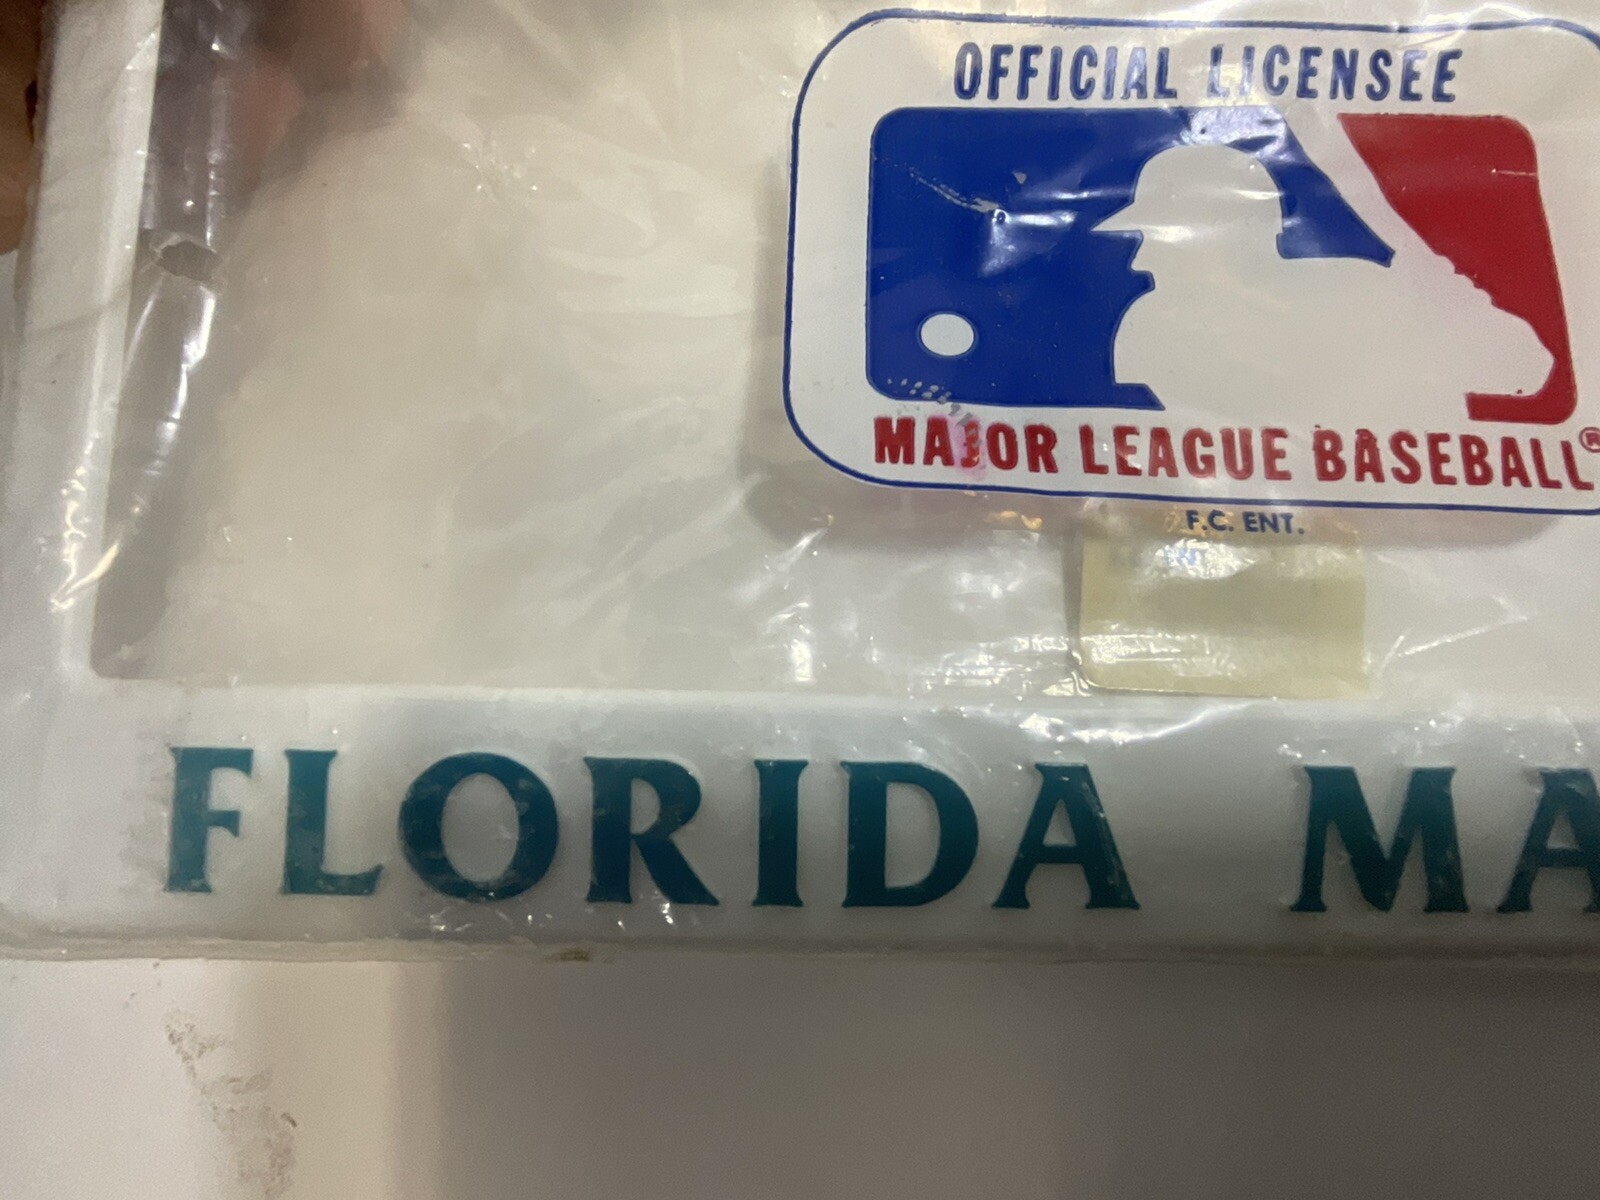 OFFICIAL LICENSEE
MAJOR LEAGUE BASEBALL®
F.C. ENT.
FLORIDA MA